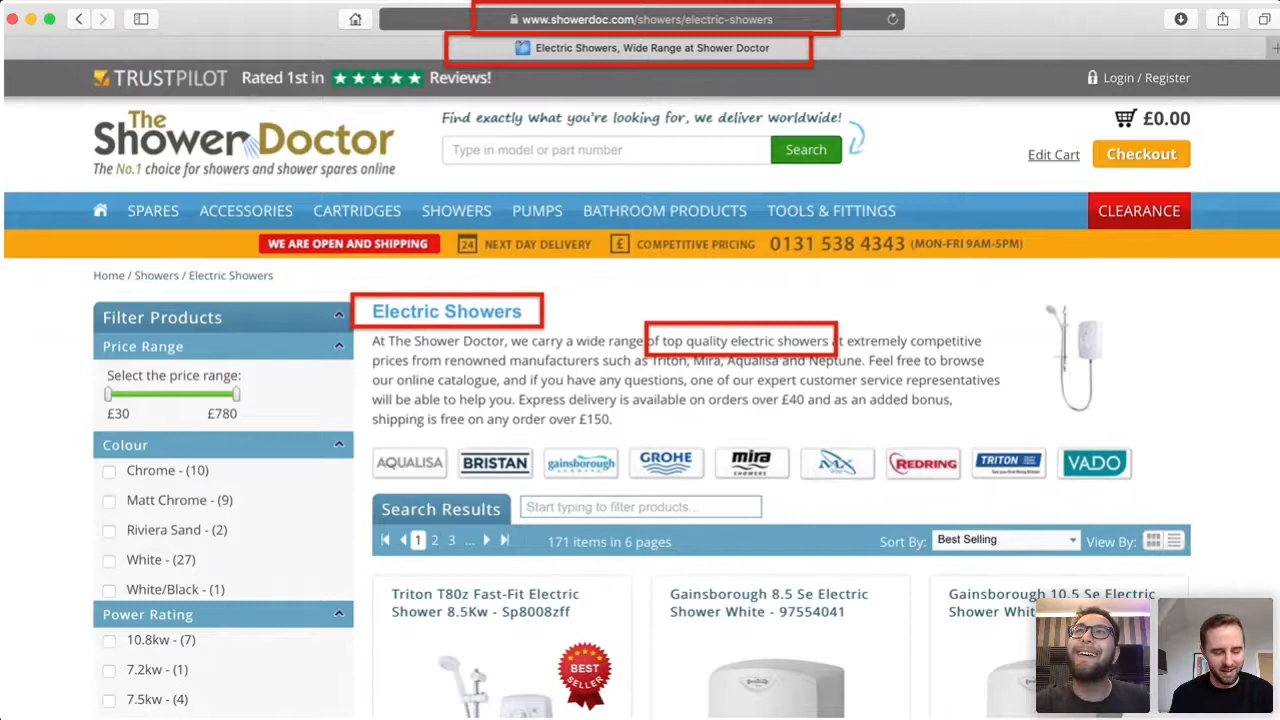 www.showerdoc.com/showers/electric-showers
Electric Showers, Wide Range at Shower Doctor
TRUSTPILOT Rated 1st in Reviews!
Login / Register
The
Shower Doctor
The No.1 choice for showers and shower spares online
Find exactly what you're looking for, we deliver worldwide!
Type in model or part number
Search
£0.00
Edit Cart
Checkout
SPARES ACCESSORIES CARTRIDGES SHOWERS PUMPS BATHROOM PRODUCTS TOOLS & FITTINGS CLEARANCE
WE ARE OPEN AND SHIPPING 24 NEXT DAY DELIVERY £ COMPETITIVE PRICING 0131 538 4343 (MON-FRI 9AM-5PM)
Home / Showers / Electric Showers
Filter Products
Price Range
Select the price range:
£30 £780
Colour
Chrome - (10)
Matt Chrome - (9)
Riviera Sand - (2)
White - (27)
White/Black - (1)
Power Rating
10.8kw - (7)
7.2kw - (1)
7.5kw - (4)
Electric Showers
At The Shower Doctor, we carry a wide range of top quality electric showers at extremely competitive
prices from renowned manufacturers such as Triton, Mira, Aqualisa and Neptune. Feel free to browse
our online catalogue, and if you have any questions, one of our expert customer service representatives
will be able to help you. Express delivery is available on orders over £40 and as an added bonus,
shipping is free on any order over £150.
AQUALISA BRISTAN gainsborough GROHE mira SHOWERS MX REDRING TRITON VADO
Search Results
Start typing to filter products...
1 2 3 ... 171 items in 6 pages
Sort By: Best Selling View By:
Triton T80z Fast-Fit Electric
Shower 8.5Kw - Sp8008zff
BEST
SELLER
Gainsborough 8.5 Se Electric
Shower White - 97554041
Gainsborough 10.5 Se Electric
Shower